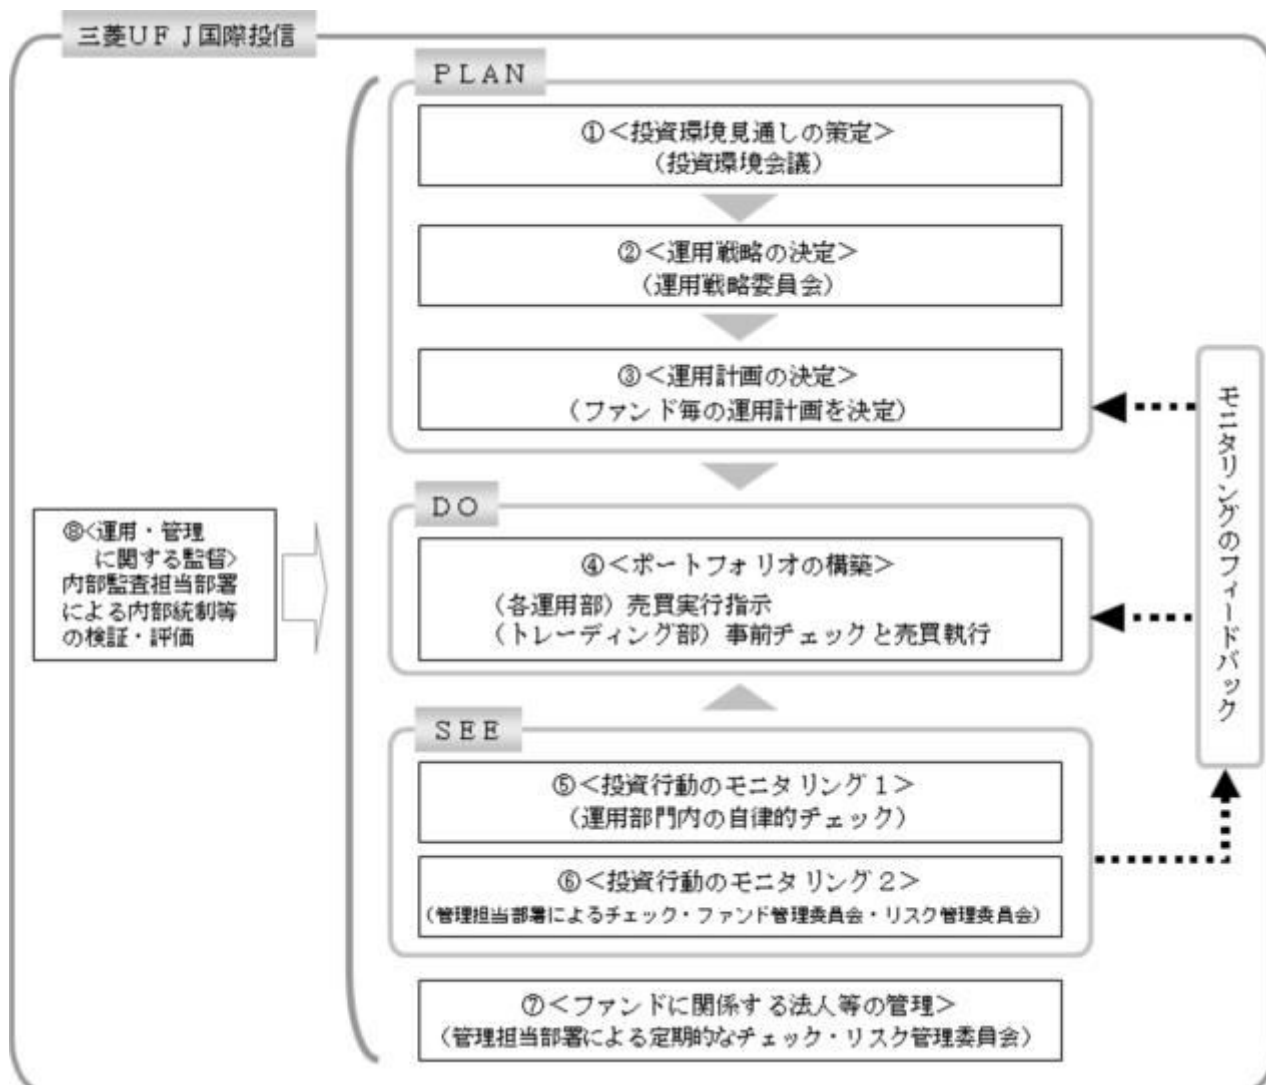 三菱UFJ国際投信
PLAN
①<投資環境見通しの策定>
(投資環境会議)
②<運用戦略の決定>
(運用戦略委員会)
③<運用計画の決定>
(ファンド毎の運用計画を決定)
DO
④<ポートフォリオの構築>
(各運用部)売買実行指示
(トレーディング部)事前チェックと売買執行
SEE
⑤<投資行動のモニタリング1>
(運用部門内の自律的チェック)
⑥<投資行動のモニタリング2>
(管理担当部署によるチェック・ファンド管理委員会・リスク管理委員会)
⑦<ファンドに関係する法人等の管理>
(管理担当部署による定期的なチェック・リスク管理委員会)
⑧<運用・管理
に関する監督>
内部監査担当部署
による内部統制等
の検証・評価
モニタリングのフィードバック